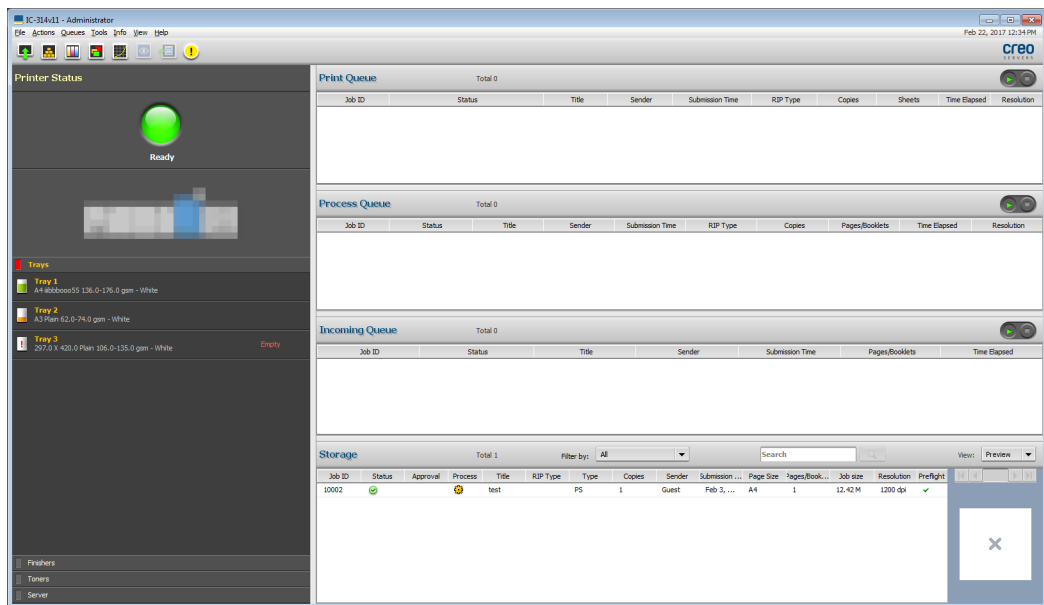 IC-314v11 - Administrator
File Actions Queues Tools Info View Help
Feb 22, 2017 12:34 PM
creo
SERVERS
Printer Status
Ready
Trays
Tray 1
136.0-176.0 gsm - White
Tray 2
A3 Plain 62.0-74.0 gsm - White
Tray 3
297.0 X 420.0 Plain 106.0-135.0 gsm - White
Empty
Finishers
Toners
Server
Print Queue Total 0
Job ID Status Title Sender Submission Time RIP Type Copies Sheets Time Elapsed Resolution
Process Queue Total 0
Job ID Status Title Sender Submission Time RIP Type Copies Pages/Booklets Time Elapsed Resolution
Incoming Queue Total 0
Job ID Status Title Sender Submission Time Pages/Booklets Time Elapsed
Storage Total 1 Filter by: All Search View: Preview
Job ID Status Approval Process Title RIP Type Type Copies Sender Submission ... Page Size Pages/Book... Job size Resolution Preflight
10002 test PS 1 Guest Feb 3, ... A4 1 12.42 M 1200 dpi